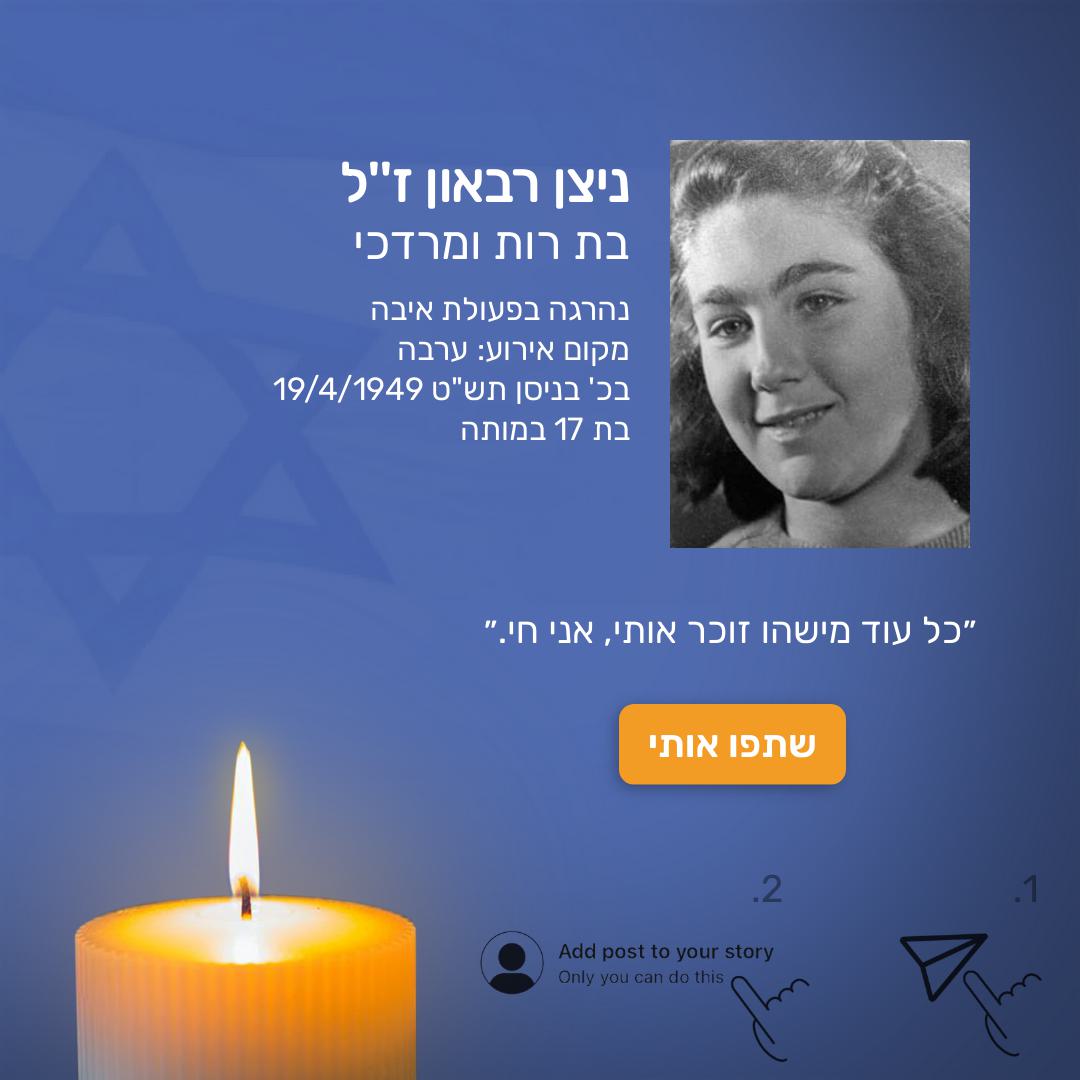 ניצן רבאון ז"ל
בת רות ומרדכי
נהרגה בפעולת איבה
מקום אירוע: ערבה
בכ' בניסן תש"ט 19/4/1949
בת 17 במותה
״כל עוד מישהו זוכר אותי, אני חי.״
שתפו אותי
1.
2.
Add post to your story
Only you can do this